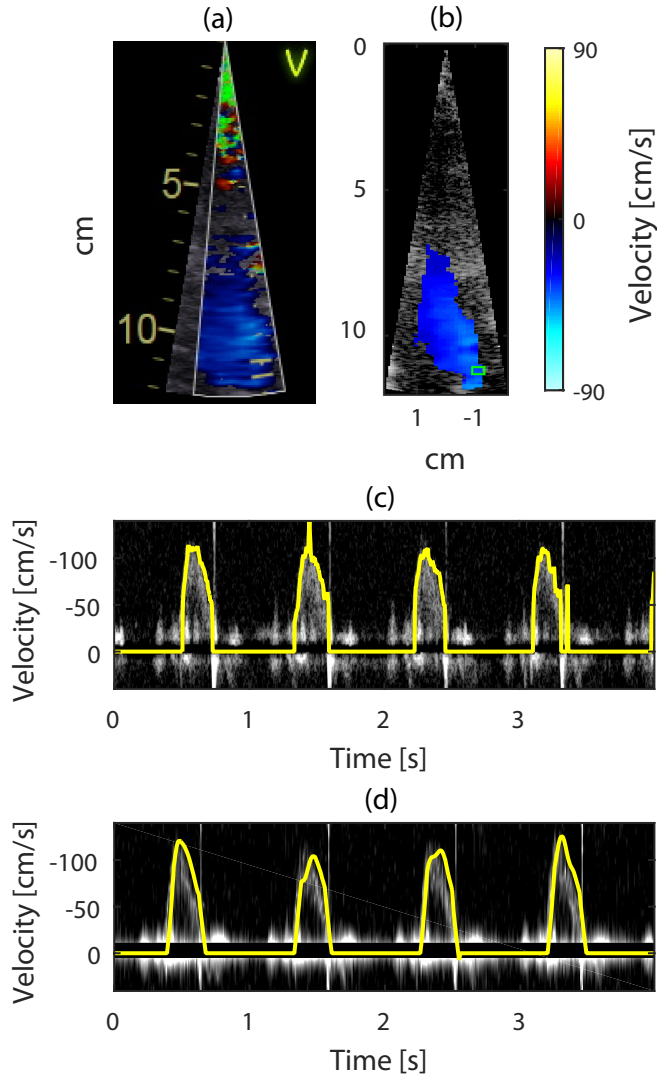 (a)
V
5
10
cm
(b)
0
5
10
1 -1
cm
90
0
-90
Velocity [cm/s]
(c)
-100
-50
0
Velocity [cm/s]
0 1 2 3
Time [s]
(d)
-100
-50
0
Velocity [cm/s]
0 1 2 3
Time [s]